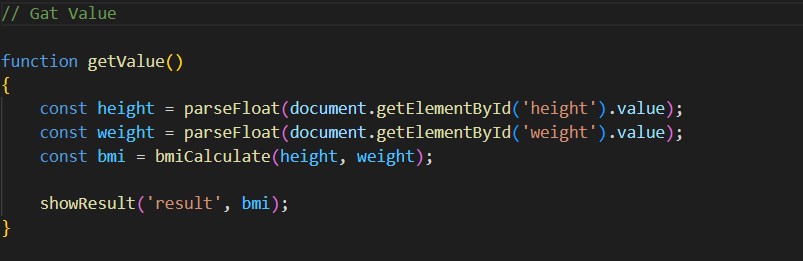 // Gat Value
function getValue()
{
const height = parseFloat(document.getElementById('height').value);
const weight = parseFloat(document.getElementById('weight').value);
const bmi = bmiCalculate(height, weight);
showResult('result', bmi);
}